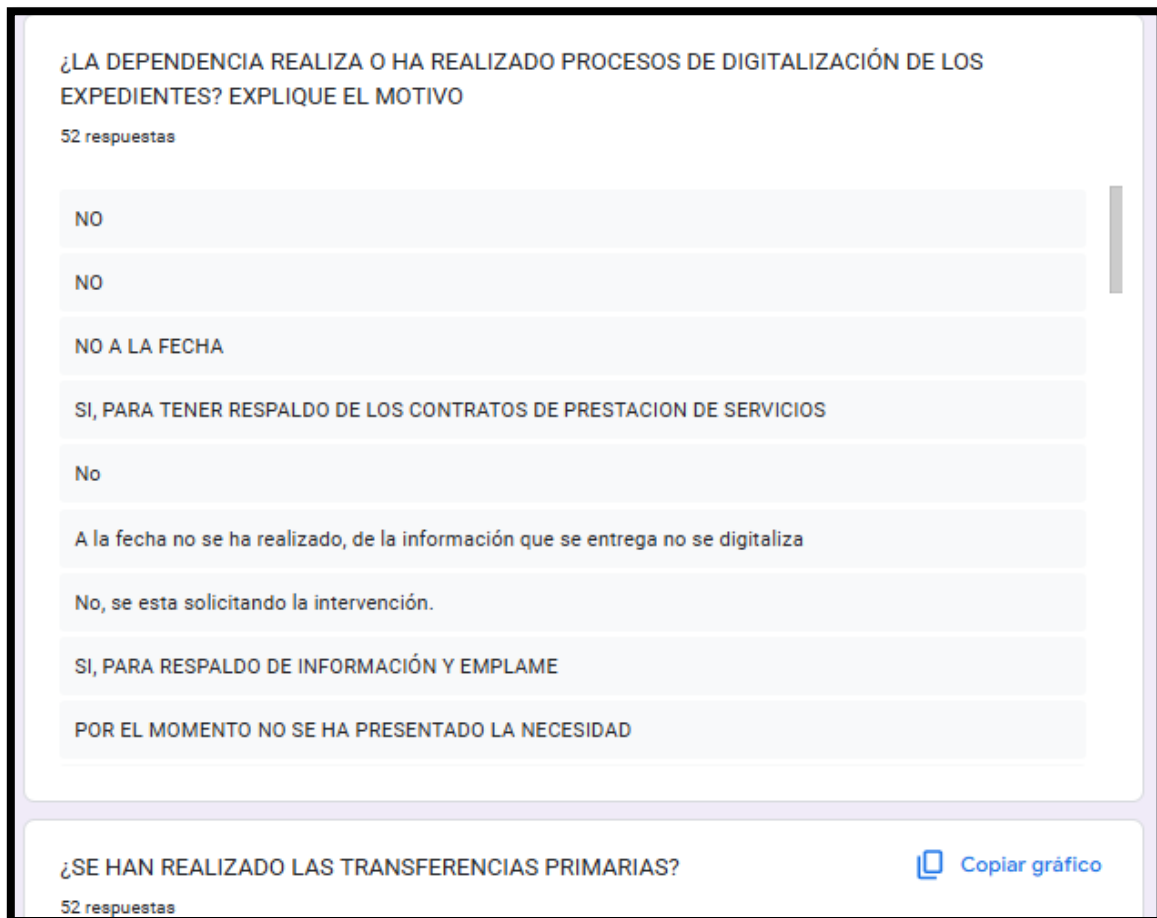 ¿LA DEPENDENCIA REALIZA O HA REALIZADO PROCESOS DE DIGITALIZACIÓN DE LOS
EXPEDIENTES? EXPLIQUE EL MOTIVO
52 respuestas
NO
NO
NO A LA FECHA
SI, PARA TENER RESPALDO DE LOS CONTRATOS DE PRESTACION DE SERVICIOS
No
A la fecha no se ha realizado, de la información que se entrega no se digitaliza
No, se esta solicitando la intervención.
SI, PARA RESPALDO DE INFORMACIÓN Y EMPLAME
POR EL MOMENTO NO SE HA PRESENTADO LA NECESIDAD
¿SE HAN REALIZADO LAS TRANSFERENCIAS PRIMARIAS?
Copiar gráfico
52 respuestas